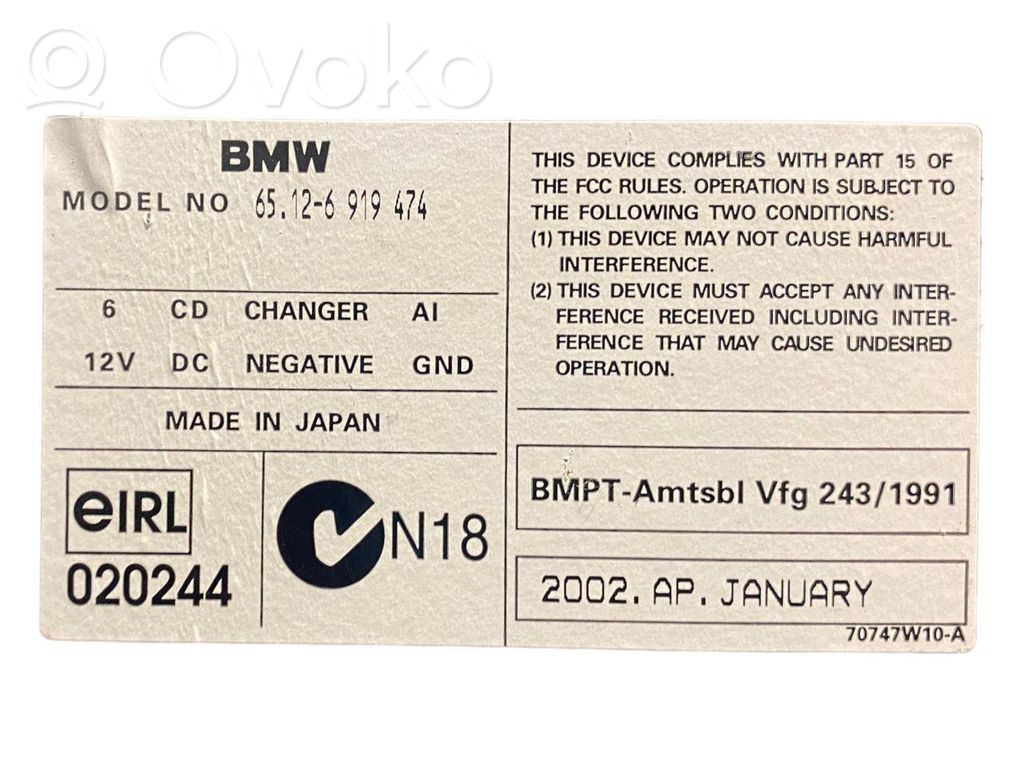 Ovoko
BMW
MODEL NO 65.12-6 919 474
6 CD CHANGER AI
12V DC NEGATIVE GND
MADE IN JAPAN
eIRL
020244
N18
THIS DEVICE COMPLIES WITH PART 15 OF
THE FCC RULES. OPERATION IS SUBJECT TO
THE FOLLOWING TWO CONDITIONS:
(1) THIS DEVICE MAY NOT CAUSE HARMFUL
INTERFERENCE.
(2) THIS DEVICE MUST ACCEPT ANY INTER-
FERENCE RECEIVED INCLUDING INTER-
FERENCE THAT MAY CAUSE UNDESIRED
OPERATION.
BMPT-Amtsbl Vfg 243/1991
2002. AP. JANUARY
70747W10-A